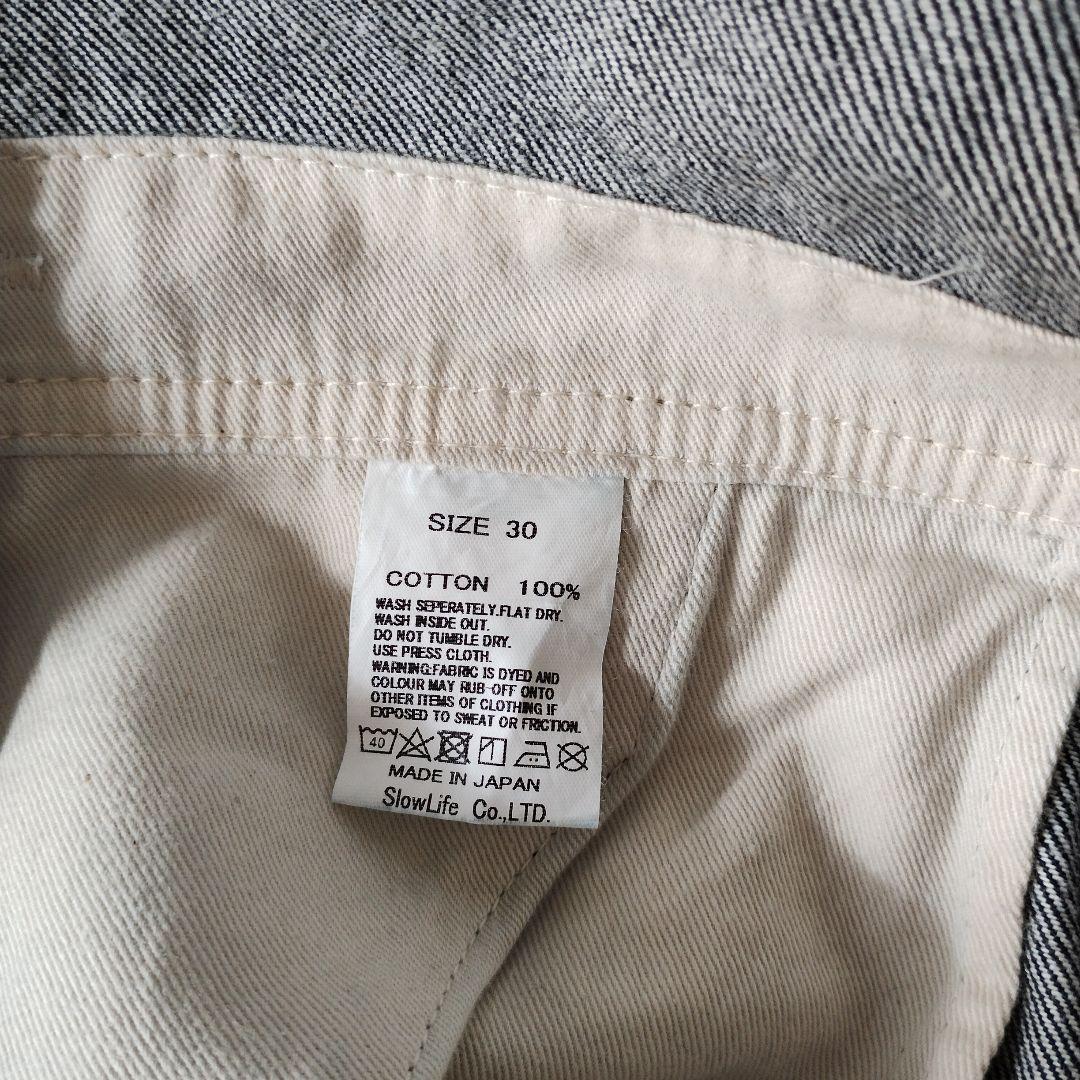 SIZE 30
COTTON 100%
WASH SEPERATELY.FLAT DRY.
WASH INSIDE OUT.
DO NOT TUMBLE DRY.
USE PRESS CLOTH.
WARNING:FABRIC IS DYED AND
COLOUR MAY RUB-OFF ONTO
OTHER ITEMS OF CLOTHING IF
EXPOSED TO SWEAT OR FRICTION.
40
MADE IN JAPAN
SlowLife Co.,LTD.